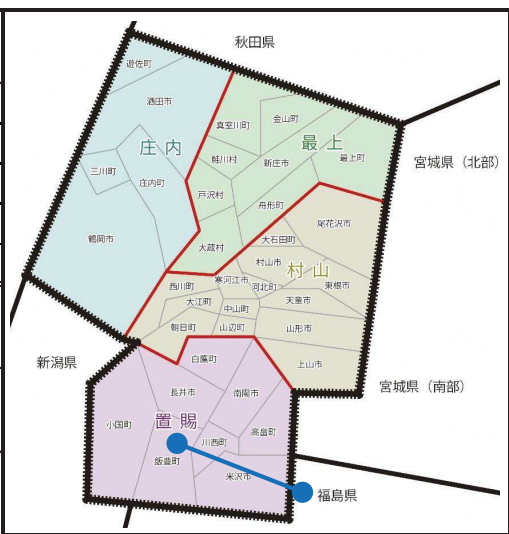 秋田県
遊佐町
酒田市
真室川町
金山町
最上
庄内
鮭川村
新庄市
最上町
宮城県（北部）
三川町
庄内町
戸沢村
舟形町
尾花沢市
鶴岡市
大蔵村
大石田町
村山市
村山
西川町
寒河江市
河北町
東根市
大江町
中山町
天童市
朝日町
山辺町
山形市
新潟県
白鷹町
上山市
宮城県（南部）
長井市
南陽市
小国町
置賜
高畠町
川西町
飯豊町
米沢市
福島県